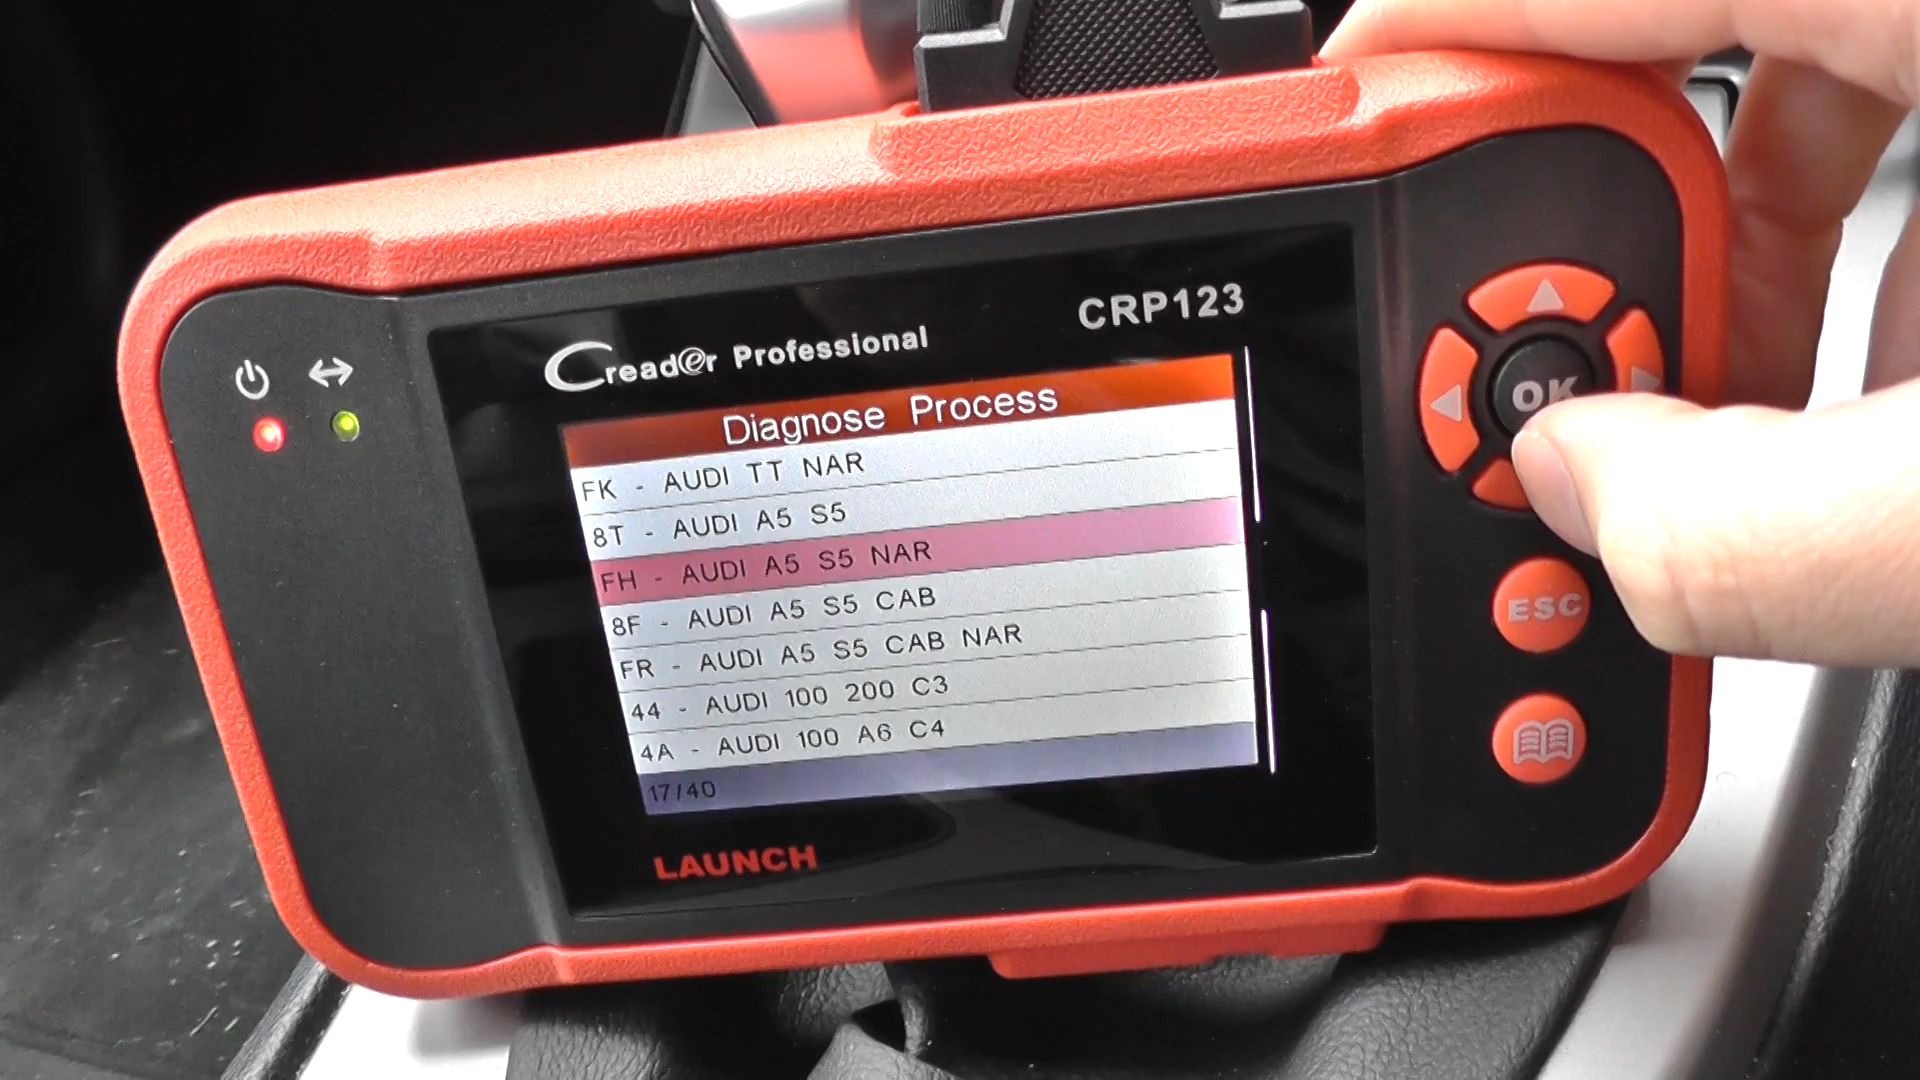 CRP123
Creader Professional
Diagnose Process
FK - AUDI TT NAR
8T - AUDI A5 S5
FH - AUDI A5 S5 NAR
8F - AUDI A5 S5 CAB
FR - AUDI A5 S5 CAB NAR
44 - AUDI 100 200 C3
4A - AUDI 100 A6 C4
17/40
LAUNCH
OK
ESC